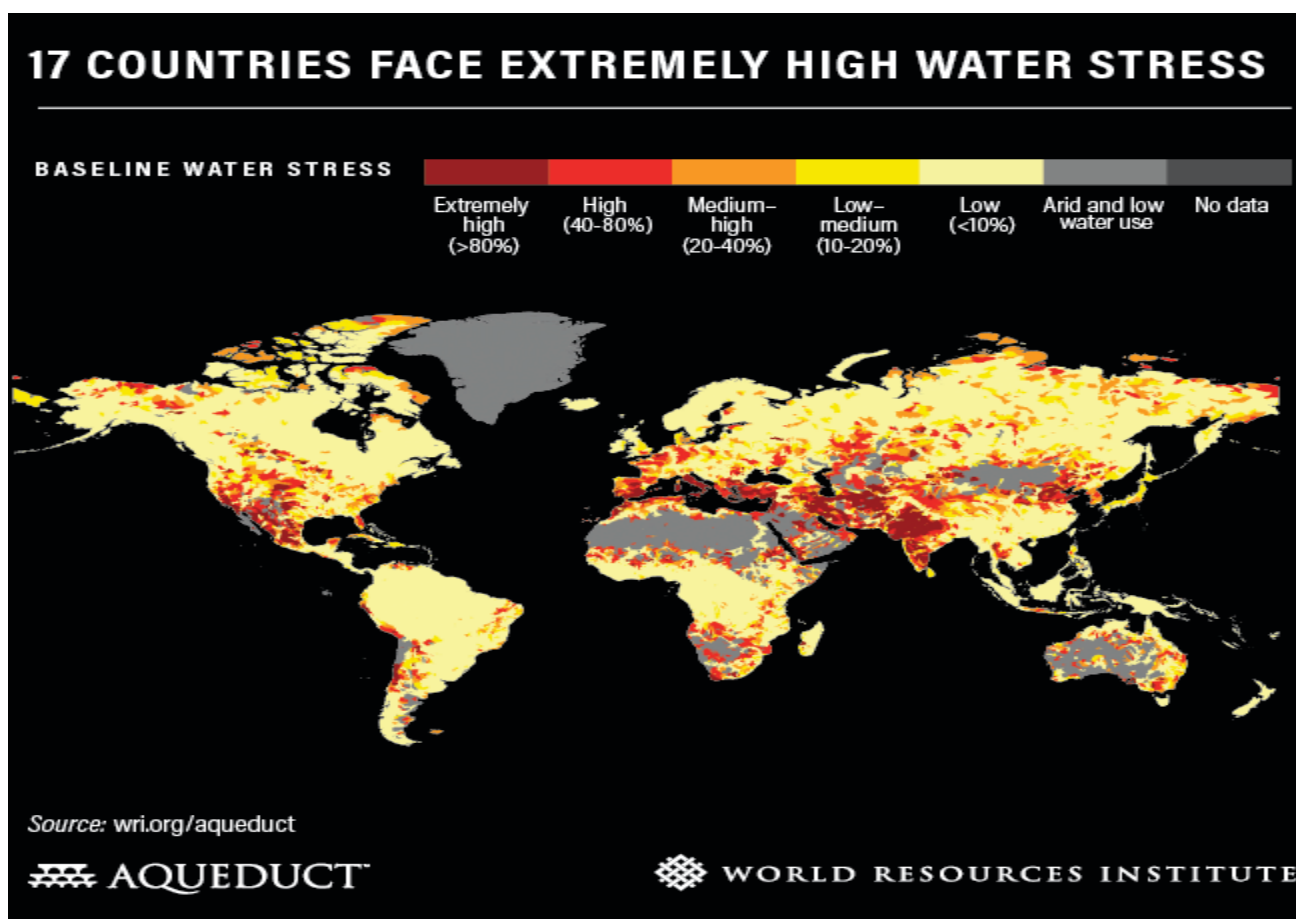 17 COUNTRIES FACE EXTREMELY HIGH WATER STRESS
BASELINE WATER STRESS
Extremely
high
(>80%)
High
(40-80%)
Medium–
high
(20-40%)
Low–
medium
(10-20%)
Low
(<10%)
Arid and low
water use
No data
Source: wri.org/aqueduct
AQUEDUCT™
WORLD RESOURCES INSTITUTE